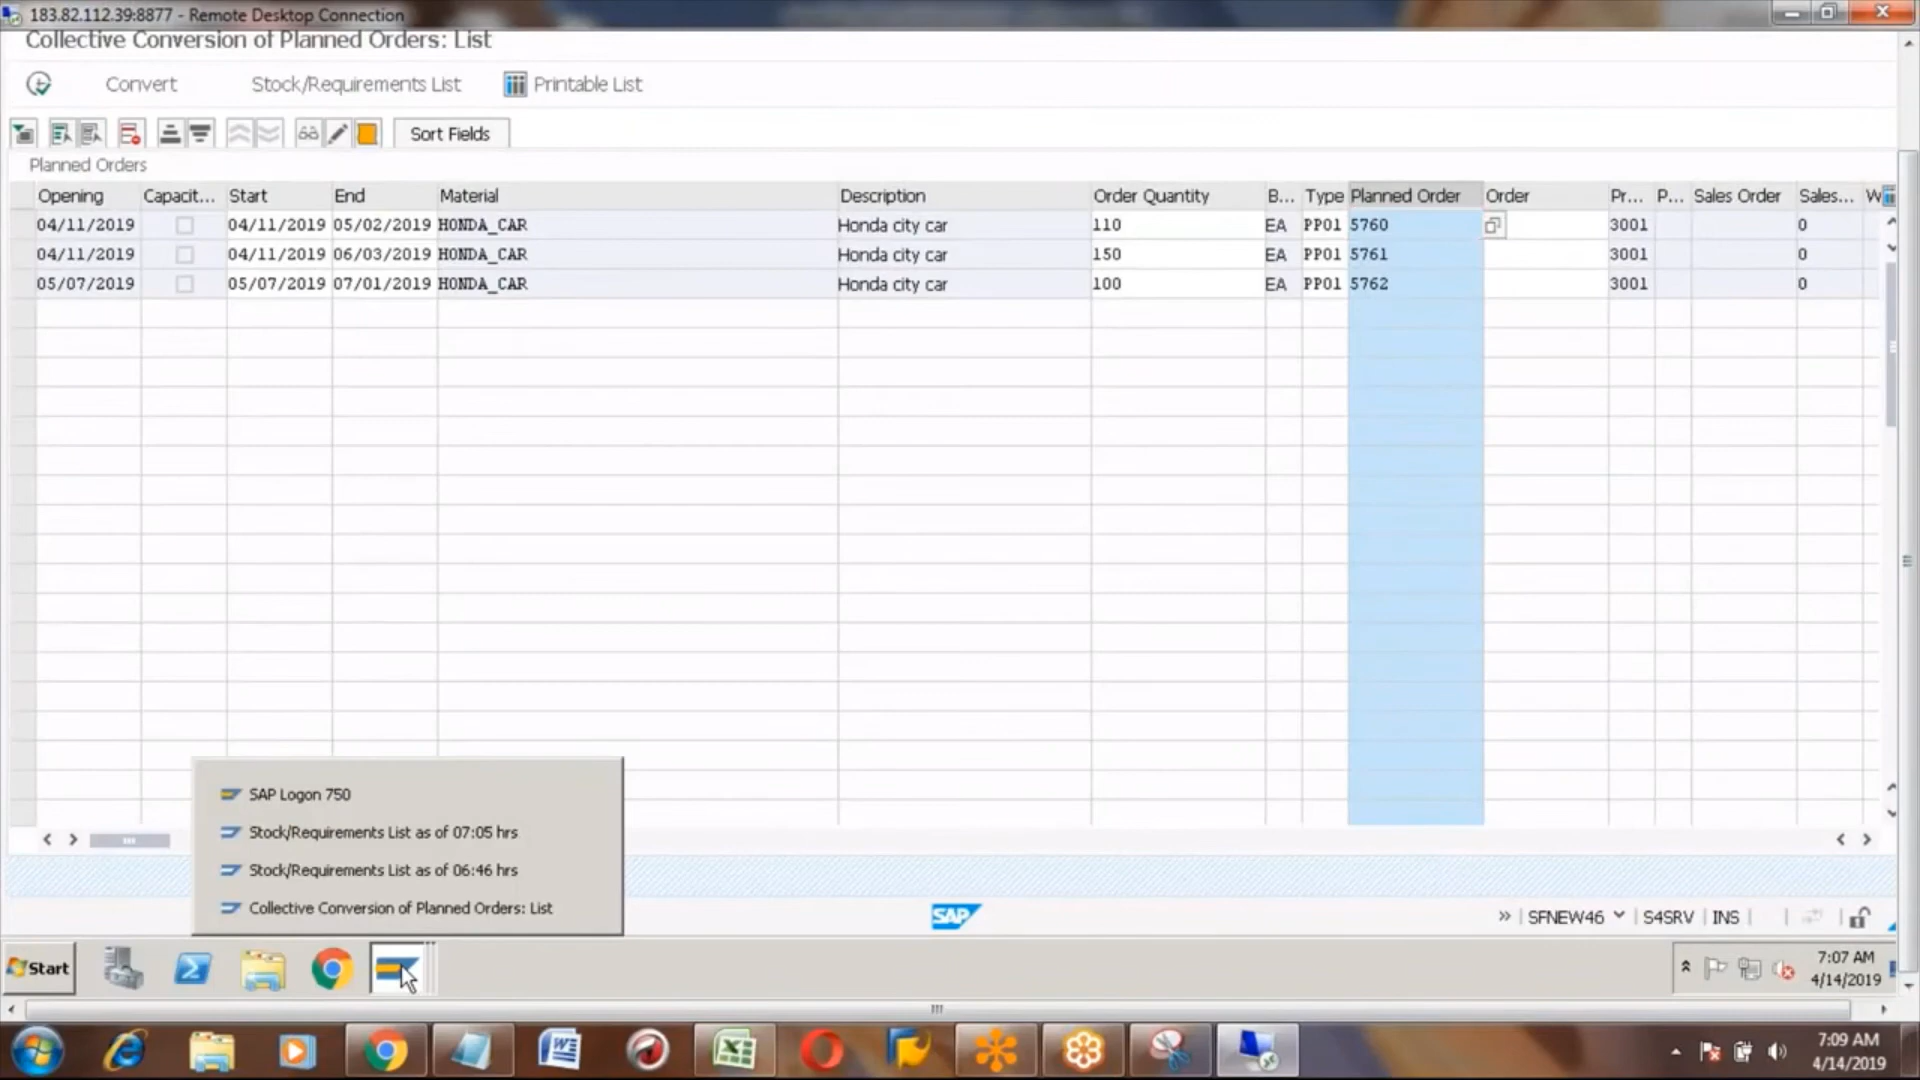 183.82.112.39:8877 - Remote Desktop Connection
Collective Conversion of Planned Orders: List
Convert Stock/Requirements List Printable List
Sort Fields
Planned Orders
Opening Capacit... Start End Material Description Order Quantity B... Type Planned Order Order Pr... P... Sales Order Sales... W
04/11/2019 04/11/2019 05/02/2019 HONDA_CAR Honda city car 110 EA PP01 5760 3001 0
04/11/2019 04/11/2019 06/03/2019 HONDA_CAR Honda city car 150 EA PP01 5761 3001 0
05/07/2019 05/07/2019 07/01/2019 HONDA_CAR Honda city car 100 EA PP01 5762 3001 0
SAP Logon 750
Stock/Requirements List as of 07:05 hrs
Stock/Requirements List as of 06:46 hrs
Collective Conversion of Planned Orders: List
SAP
SFNEW46 S4SRV INS
Start
7:07 AM
4/14/2019
7:09 AM
4/14/2019